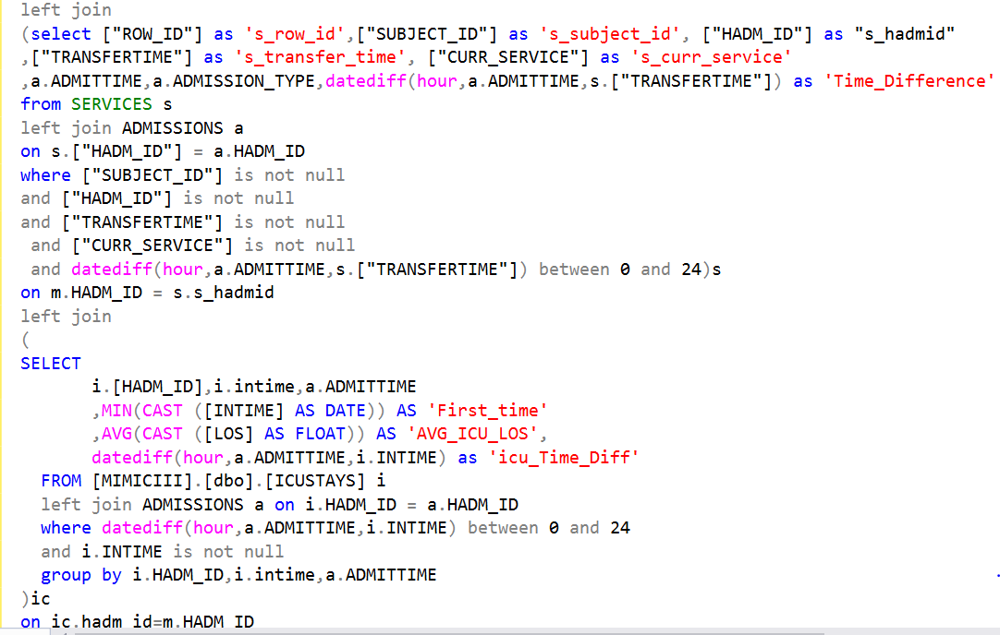 left join
(select ["ROW_ID"] as 's_row_id',["SUBJECT_ID"] as 's_subject_id', ["HADM_ID"] as "s_hadmid"
,["TRANSFERTIME"] as 's_transfer_time', ["CURR_SERVICE"] as 's_curr_service'
,a.ADMITTIME,a.ADMISSION_TYPE,datediff(hour,a.ADMITTIME,s.["TRANSFERTIME"]) as 'Time_Difference'
from SERVICES s
left join ADMISSIONS a
on s.["HADM_ID"] = a.HADM_ID
where ["SUBJECT_ID"] is not null
and ["HADM_ID"] is not null
and ["TRANSFERTIME"] is not null
and ["CURR_SERVICE"] is not null
and datediff(hour,a.ADMITTIME,s.["TRANSFERTIME"]) between 0 and 24)s
on m.HADM_ID = s.s_hadmid
left join
(
SELECT
i.[HADM_ID],i.intime,a.ADMITTIME
,MIN(CAST ([INTIME] AS DATE)) AS 'First_time'
,AVG(CAST ([LOS] AS FLOAT)) AS 'AVG_ICU_LOS',
datediff(hour,a.ADMITTIME,i.INTIME) as 'icu_Time_Diff'
FROM [MIMICIII].[dbo].[ICUSTAYS] i
left join ADMISSIONS a on i.HADM_ID = a.HADM_ID
where datediff(hour,a.ADMITTIME,i.INTIME) between 0 and 24
and i.INTIME is not null
group by i.HADM_ID,i.intime,a.ADMITTIME
)ic
on ic.hadm_id=m.HADM_ID